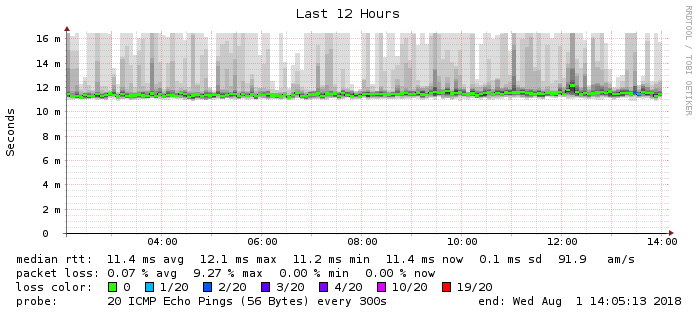 Last 12 Hours
RRDTOOL / TOBI OETIKER
Seconds
16 m
14 m
12 m
10 m
8 m
6 m
4 m
2 m
0
04:00 06:00 08:00 10:00 12:00 14:00
median rtt: 11.4 ms avg 12.1 ms max 11.2 ms min 11.4 ms now 0.1 ms sd 91.9 am/s
packet loss: 0.07 % avg 9.27 % max 0.00 % min 0.00 % now
loss color: 0 1/20 2/20 3/20 4/20 10/20 19/20
probe: 20 ICMP Echo Pings (56 Bytes) every 300s end: Wed Aug 1 14:05:13 2018